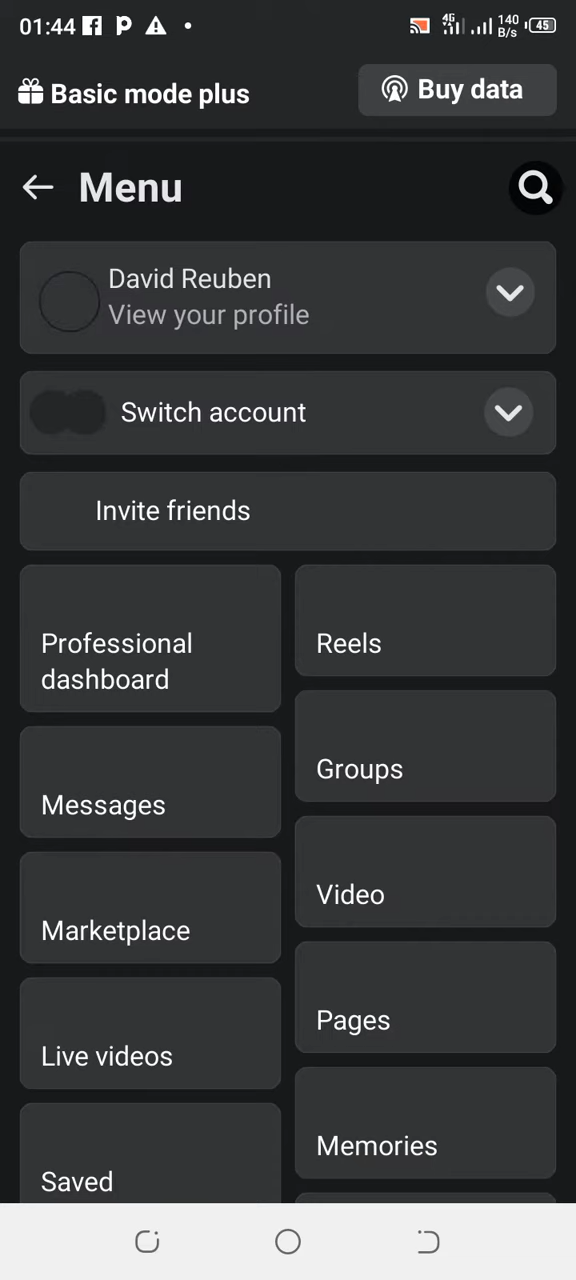 01:44
4G
140
B/s
45
Basic mode plus
Buy data
Menu
David Reuben
View your profile
Switch account
Invite friends
Professional
dashboard
Reels
Messages
Groups
Marketplace
Video
Live videos
Pages
Saved
Memories